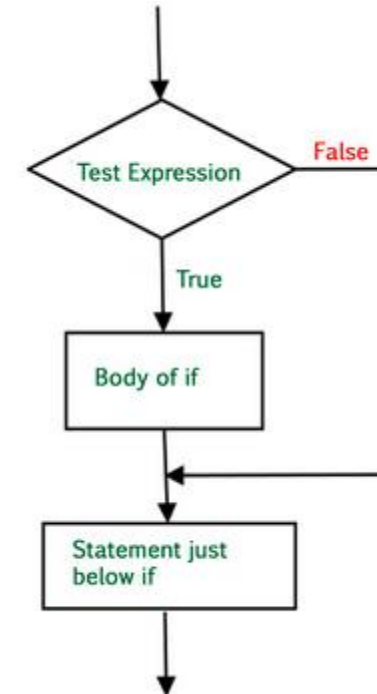 False
Test Expression
True
Body of if
Statement just
below if